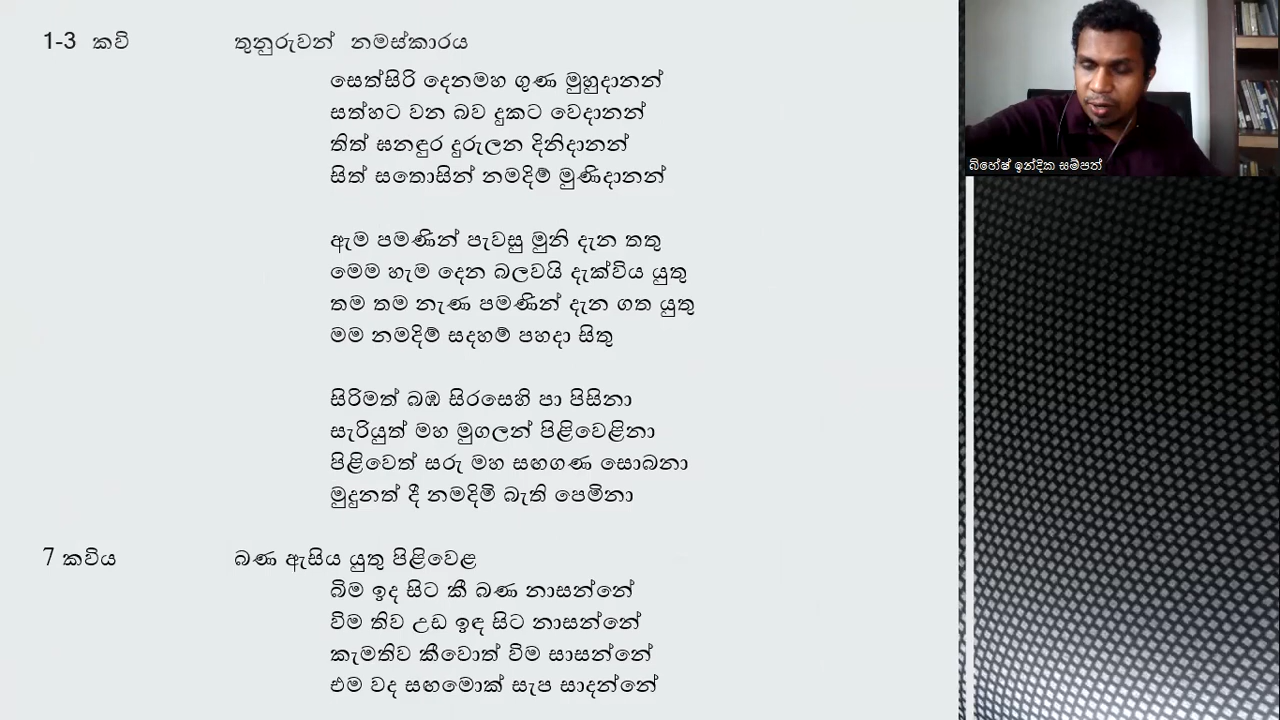 1-3 කවි තුනුරුවන් නමස්කාරය
සෙත්සිරි දෙනමහ ගුණ මුහුදානන්
සත්හට වන බව දුකට වෙදානන්
තිත් ඝනඳුර දුරුලන දිනිදානන්
සිත් සතොසින් නමදිම් මුණිදානන්
ඇම පමණින් පැවසු මුනි දැන තතු
මෙම හැම දෙන බලවයි දැක්විය යුතු
තම තම නැණ පමණින් දැන ගත යුතු
මම නමදිම් සදහම් පහදා සිතු
සිරිමත් බඹ සිරසෙහි පා පිසිනා
සැරියුත් මහ මුගලන් පිළිවෙළිනා
පිළිවෙත් සරු මහ සඟගණ සොබනා
මුදුනත් දී නමදිමි බැති පෙමිනා
7 කවිය බණ ඇසිය යුතු පිළිවෙළ
බිම ඉද සිට කී බණ නාසන්නේ
විම තිව උඩ ඉඳ සිට නාසන්නේ
කැමතිව කීවොත් විම සාසන්නේ
එම වද සඟමොක් සැප සාදන්නේ
බිහේෂ් ඉන්දික සම්පත්